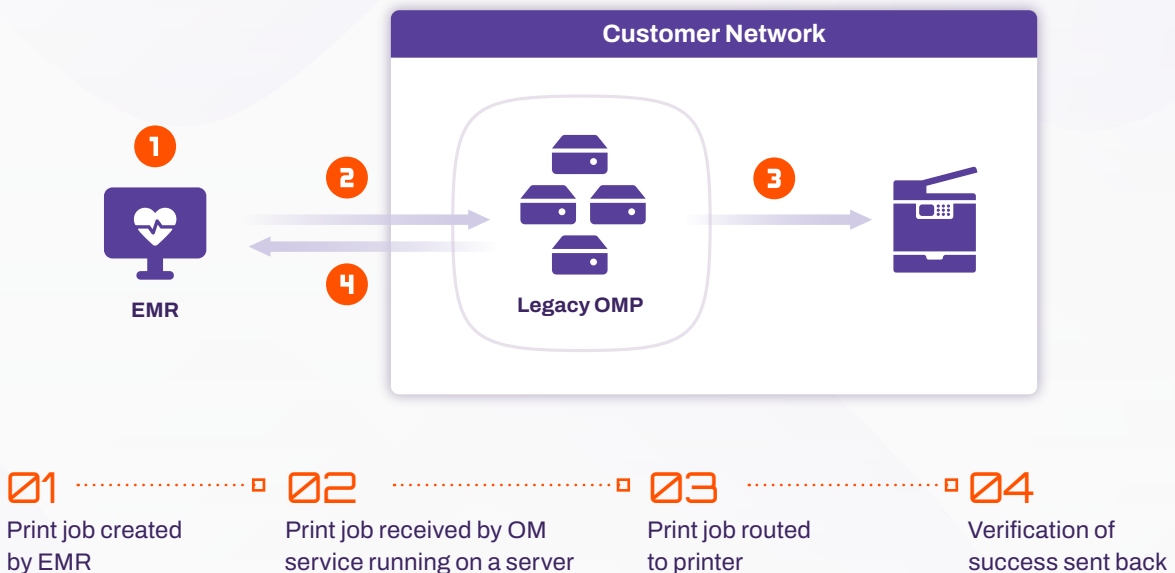 Customer Network
1
2
3
EMR
4
Legacy OMP
01
02
03
04
Print job created
by EMR
Print job received by OM
service running on a server
Print job routed
to printer
Verification of
success sent back